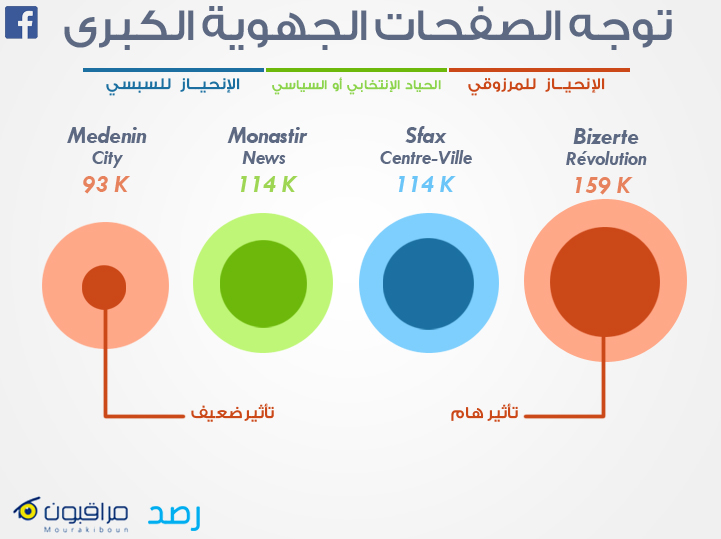 توجه الصفحات الجهوية الكبرى
الإنحياز للمرزوقي
الحياد الإنتخابي أو السياسي
الإنحياز للسبسي
Medenin
City
93 K
Monastir
News
114 K
Sfax
Centre-Ville
114 K
Bizerte
Révolution
159 K
تأثير هام
تأثير ضعيف
مراقبون
Mourakiboun
رصد